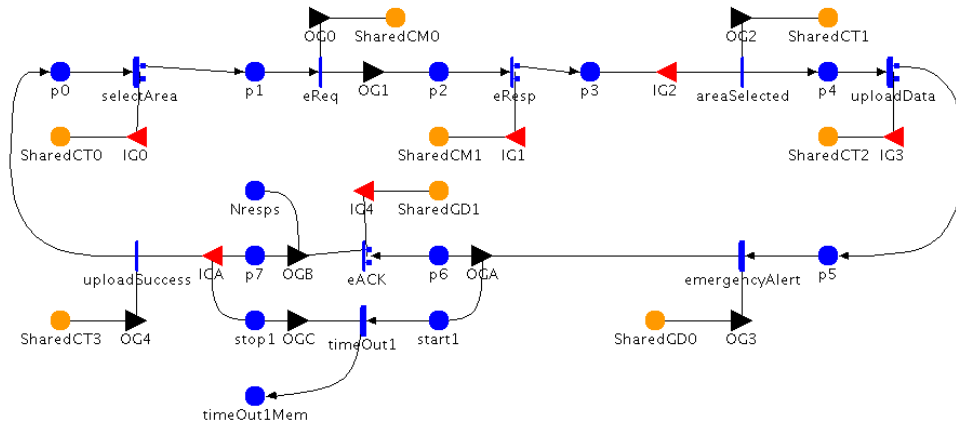 OG0
SharedCM0
OG2
SharedCT1
p0
selectArea
p1
eReq
OG1
p2
eResp
p3
IG2
areaSelected
p4
uploadData
SharedCT0
IG0
SharedCM1
IG1
SharedCT2
IG3
Nresps
IG4
SharedGD1
uploadSuccess
ICA
p7
OGB
eACK
p6
OGA
emergencyAlert
p5
SharedCT3
OG4
stop1
OGC
timeOut1
start1
SharedGD0
OG3
timeOut1Mem